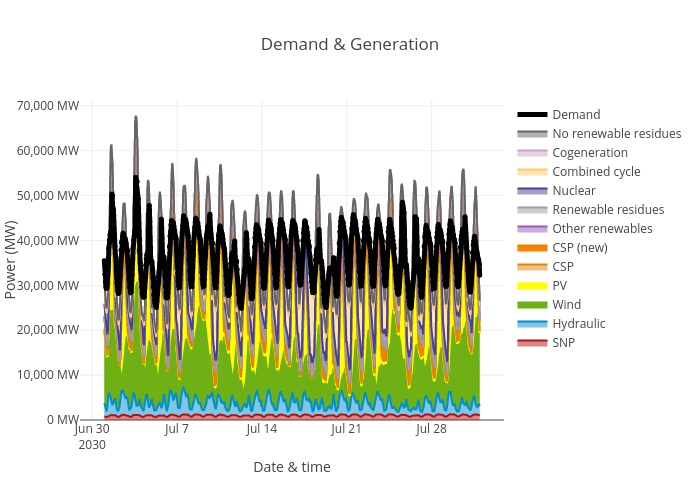 Demand & Generation
70,000 MW
60,000 MW
50,000 MW
40,000 MW
30,000 MW
20,000 MW
10,000 MW
0 MW
Power (MW)
Jun 30
2030
Jul 7
Jul 14
Jul 21
Jul 28
Date & time
Demand
No renewable residues
Cogeneration
Combined cycle
Nuclear
Renewable residues
Other renewables
CSP (new)
CSP
PV
Wind
Hydraulic
SNP